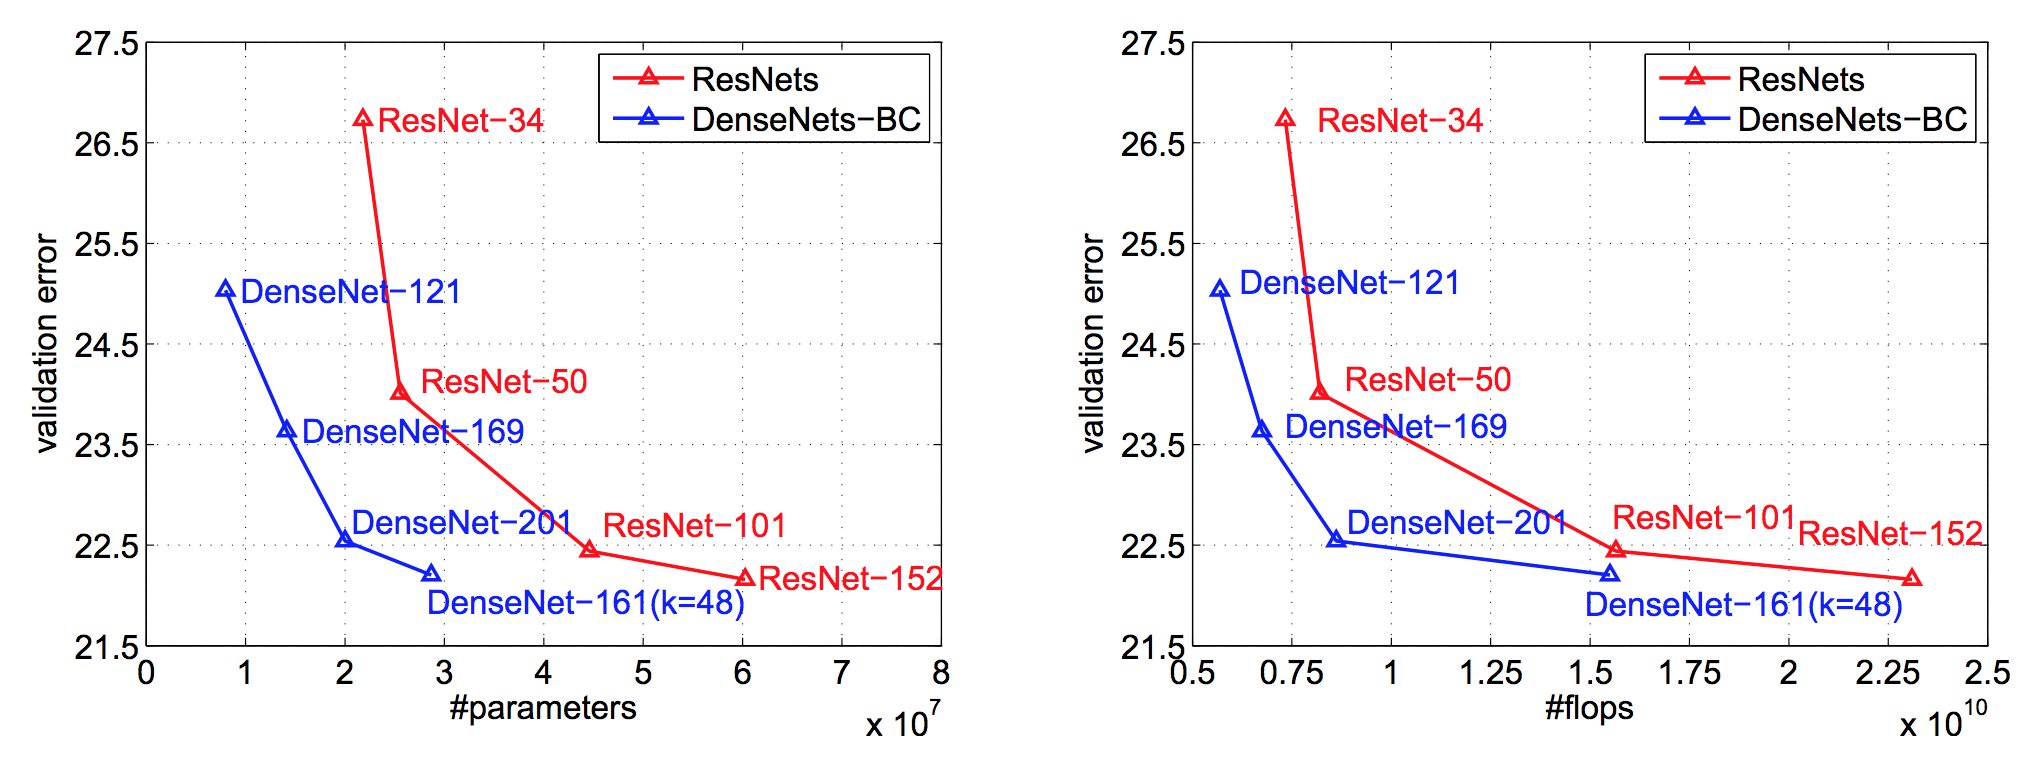 27.5
26.5
25.5
24.5
23.5
22.5
21.5
validation error
ResNets
DenseNets−BC
ResNet−34
DenseNet−121
ResNet−50
DenseNet−169
DenseNet−201
ResNet−101
ResNet−152
DenseNet−161(k=48)
0 1 2 3 4 5 6 7 8
#parameters
x 10^7
27.5
26.5
25.5
24.5
23.5
22.5
21.5
validation error
ResNets
DenseNets−BC
ResNet−34
DenseNet−121
ResNet−50
DenseNet−169
DenseNet−201
ResNet−101
ResNet−152
DenseNet−161(k=48)
0.5 0.75 1 1.25 1.5 1.75 2 2.25 2.5
#flops
x 10^10